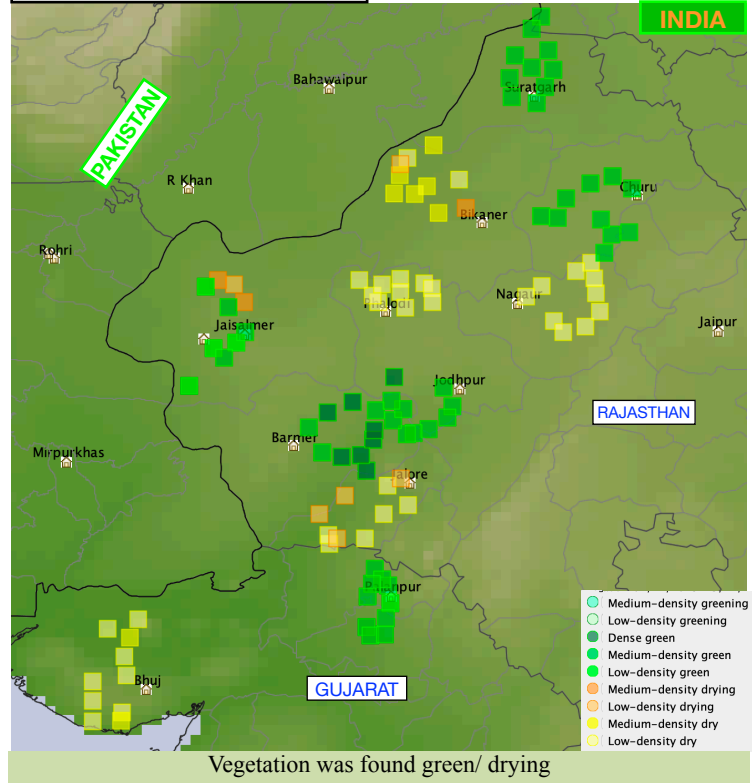 INDIA
Bahawalpur
Suratgarh
PAKISTAN
R Khan
Churu
Bikaner
Rohri
Phalodi
Nagaur
Jaisalmer
Jaipur
Jodhpur
RAJASTHAN
Barmer
Mirpurkhas
Jalore
Palanpur
Medium-density greening
Low-density greening
Dense green
Medium-density green
Low-density green
Medium-density drying
Low-density drying
Medium-density dry
Low-density dry
Bhuj
GUJARAT
Vegetation was found green/ drying